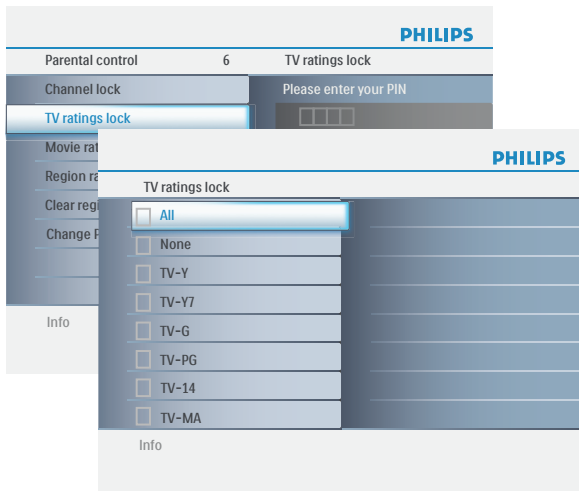 PHILIPS
Parental control 6 TV ratings lock
Channel lock Please enter your PIN
TV ratings lock
Movie rat
Region ra
Clear regi
Change P
Info
PHILIPS
TV ratings lock
All
None
TV-Y
TV-Y7
TV-G
TV-PG
TV-14
TV-MA
Info